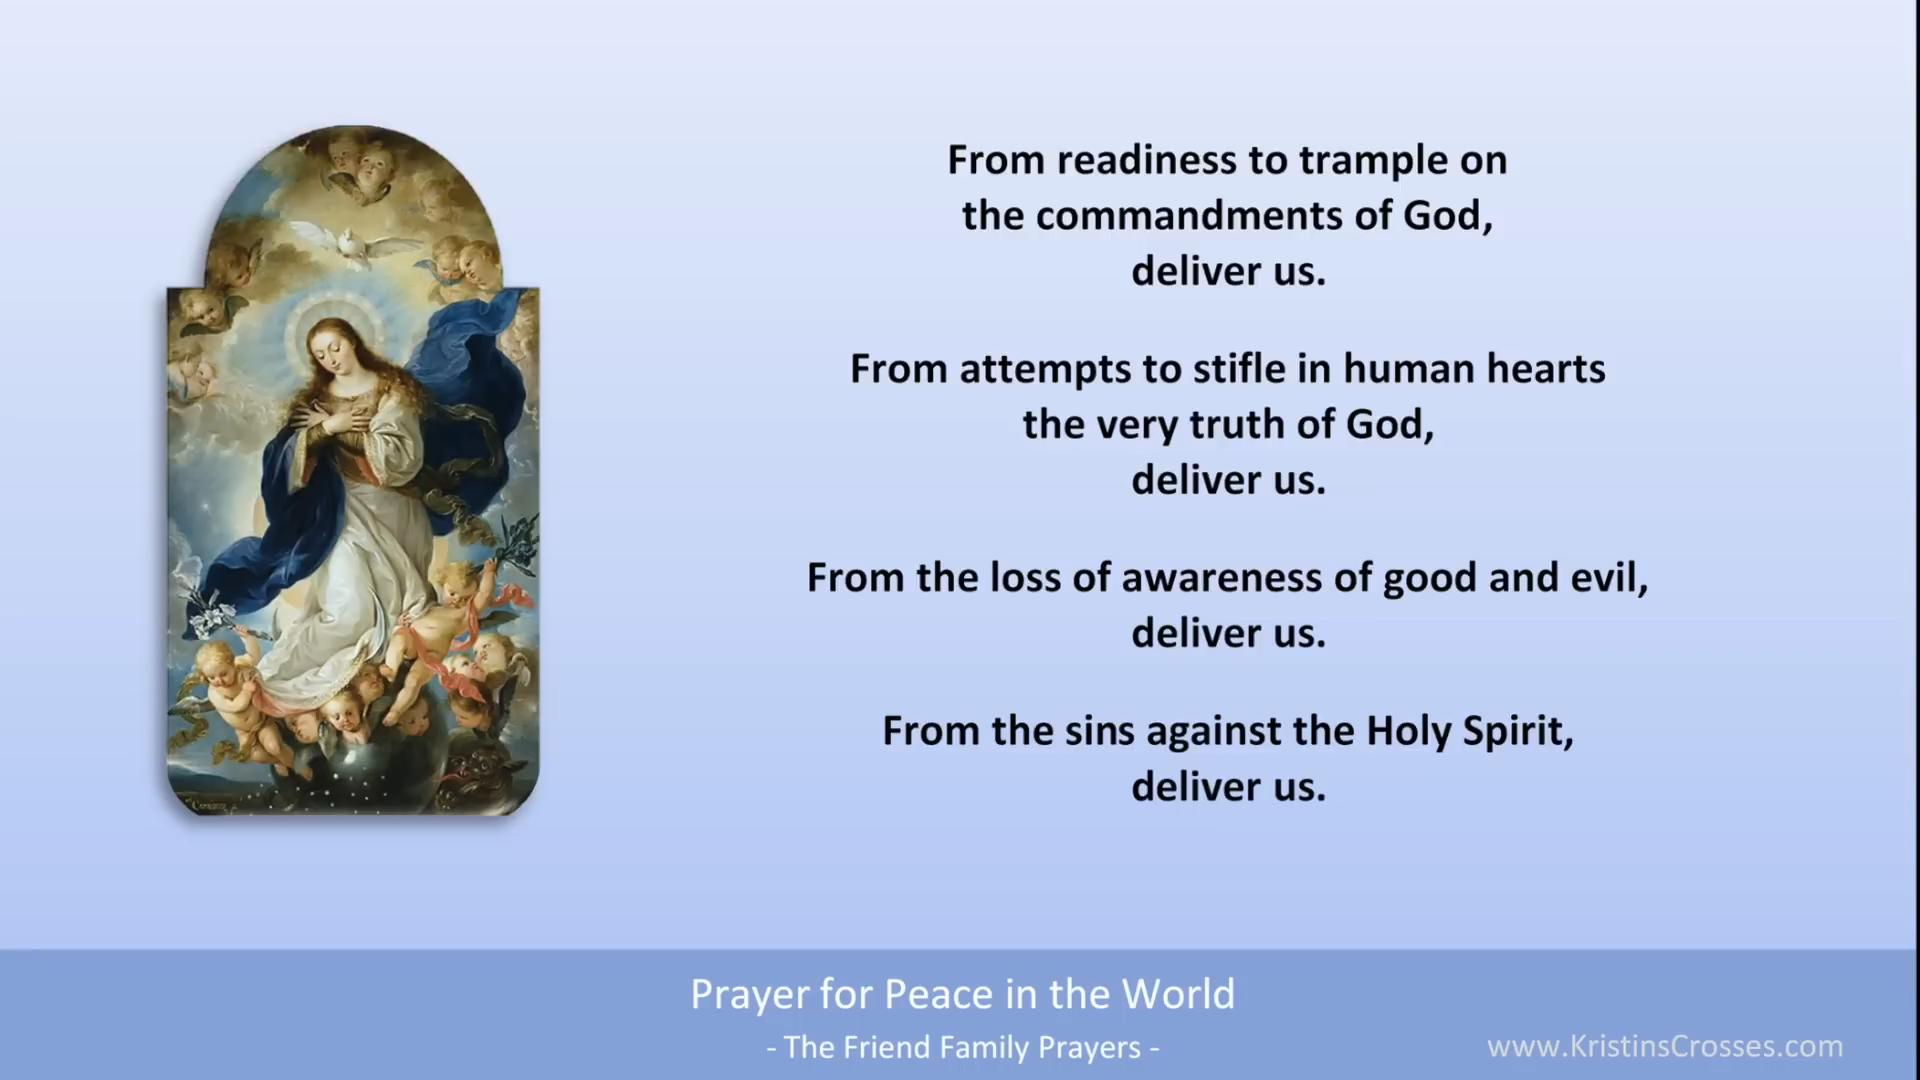 From readiness to trample on
the commandments of God,
deliver us.
From attempts to stifle in human hearts
the very truth of God,
deliver us.
From the loss of awareness of good and evil,
deliver us.
From the sins against the Holy Spirit,
deliver us.
Prayer for Peace in the World
- The Friend Family Prayers -
www.KristinsCrosses.com